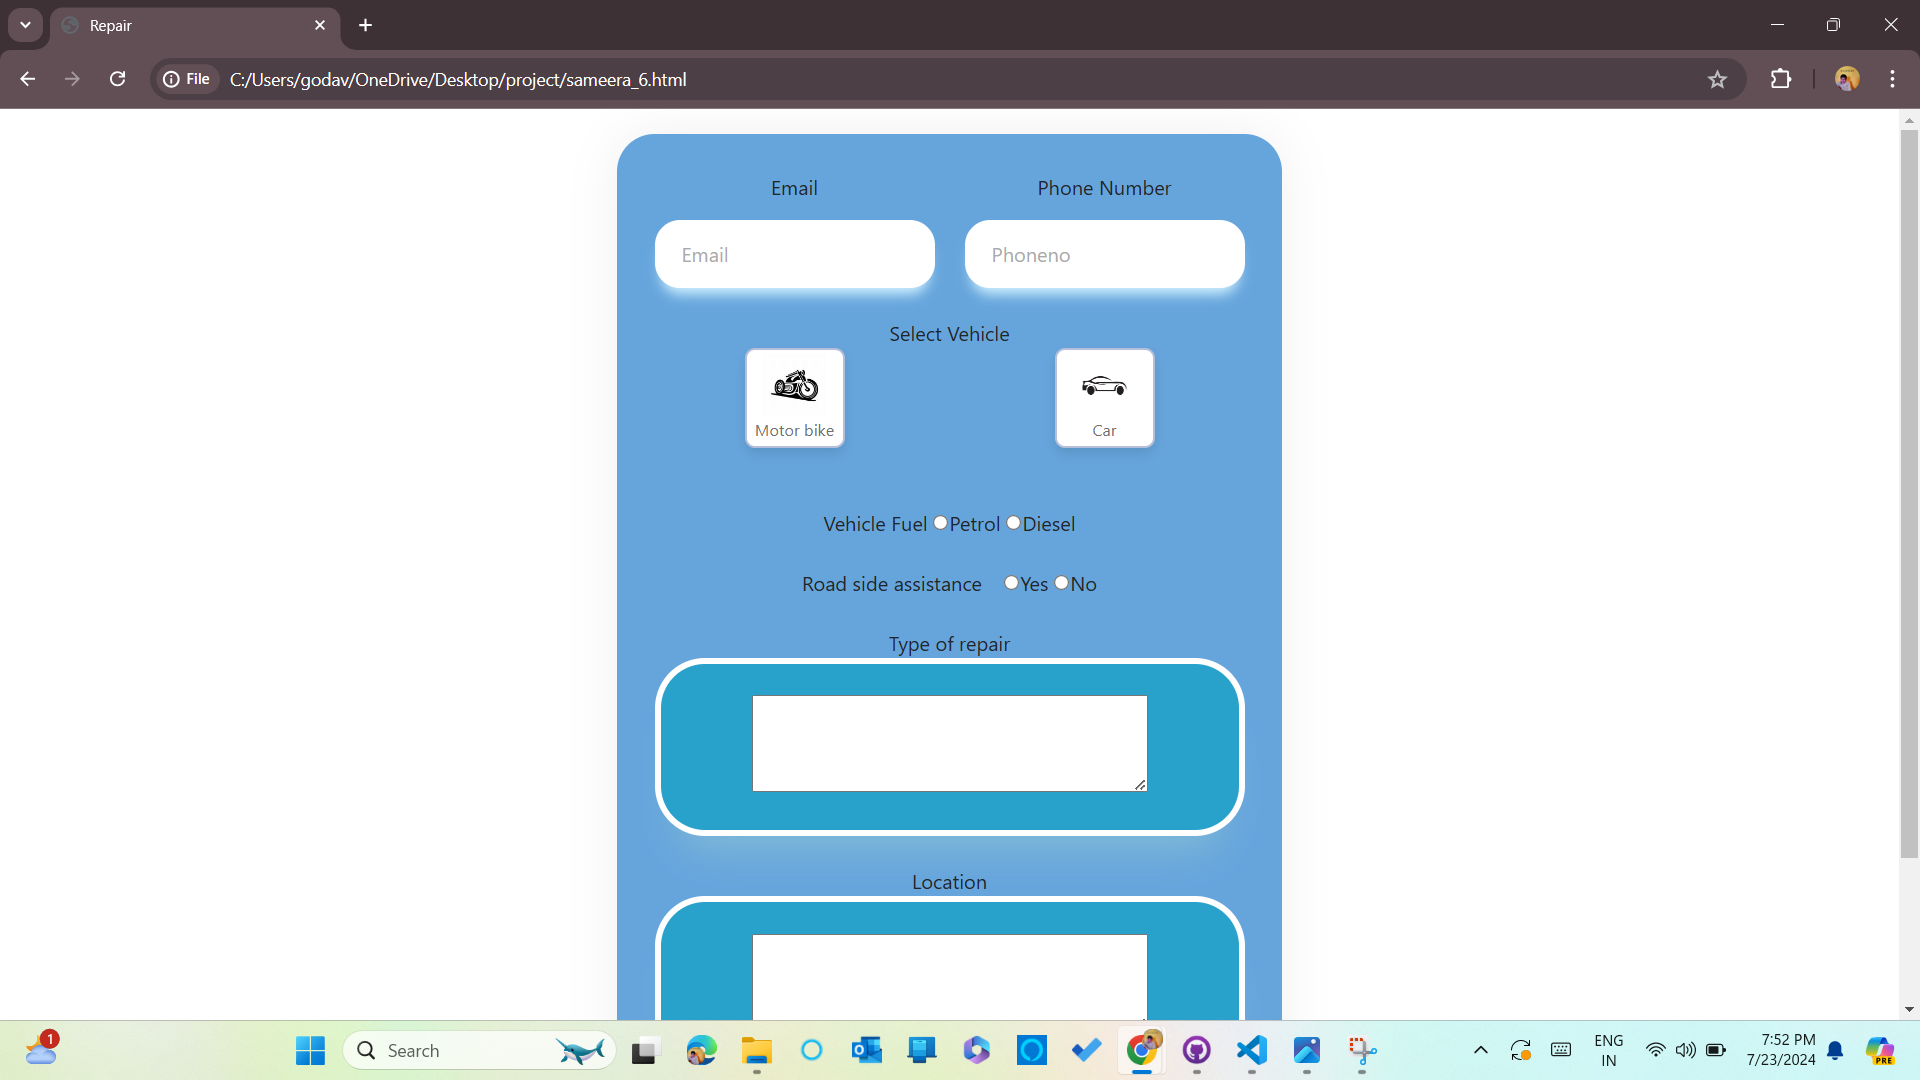 Repair
File
C:/Users/godav/OneDrive/Desktop/project/sameera_6.html
Email Phone Number
Email Phoneno
Select Vehicle
Motor bike Car
Vehicle Fuel Petrol Diesel
Road side assistance Yes No
Type of repair
Location
1
Search
ENG
IN
7:52 PM
7/23/2024
PRE